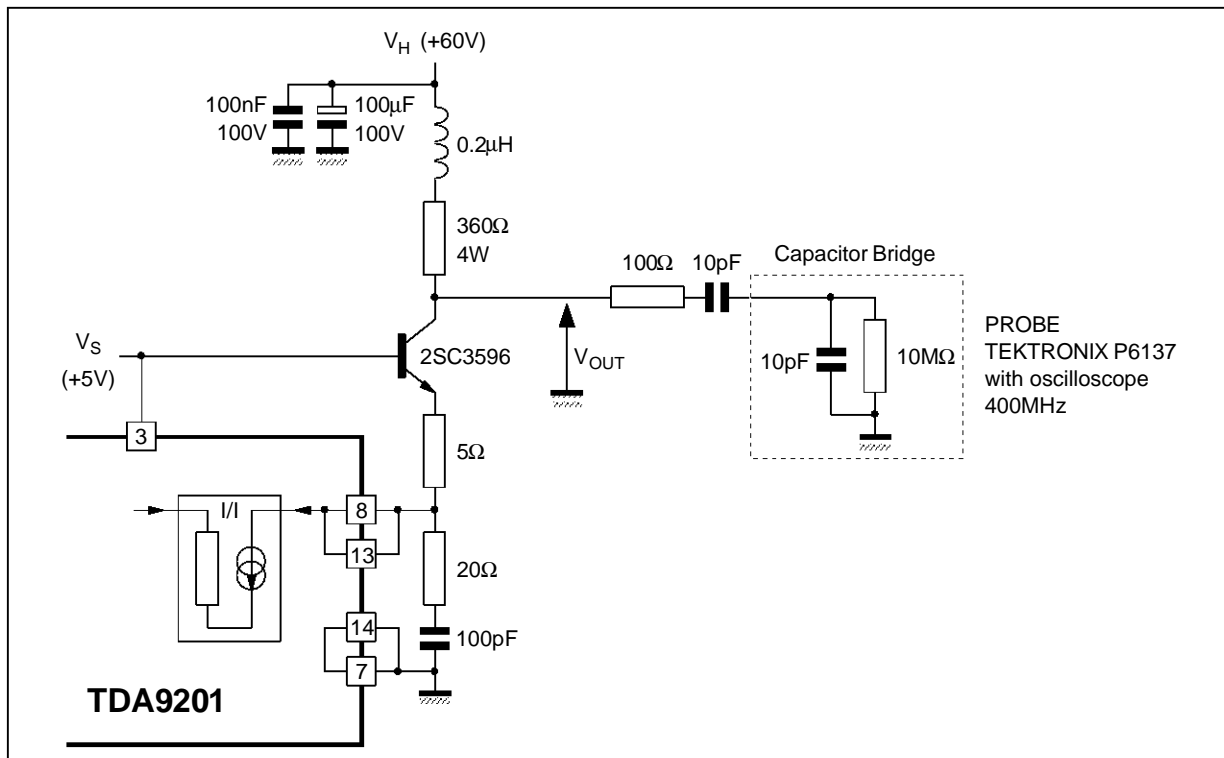 V_H (+60V)
100nF
100V
100µF
100V
0.2µH
360Ω
4W
100Ω
10pF
Capacitor Bridge
V_S
(+5V)
2SC3596
V_OUT
10pF
10MΩ
PROBE
TEKTRONIX P6137
with oscilloscope
400MHz
3
5Ω
I/I
8
13
20Ω
14
7
100pF
TDA9201